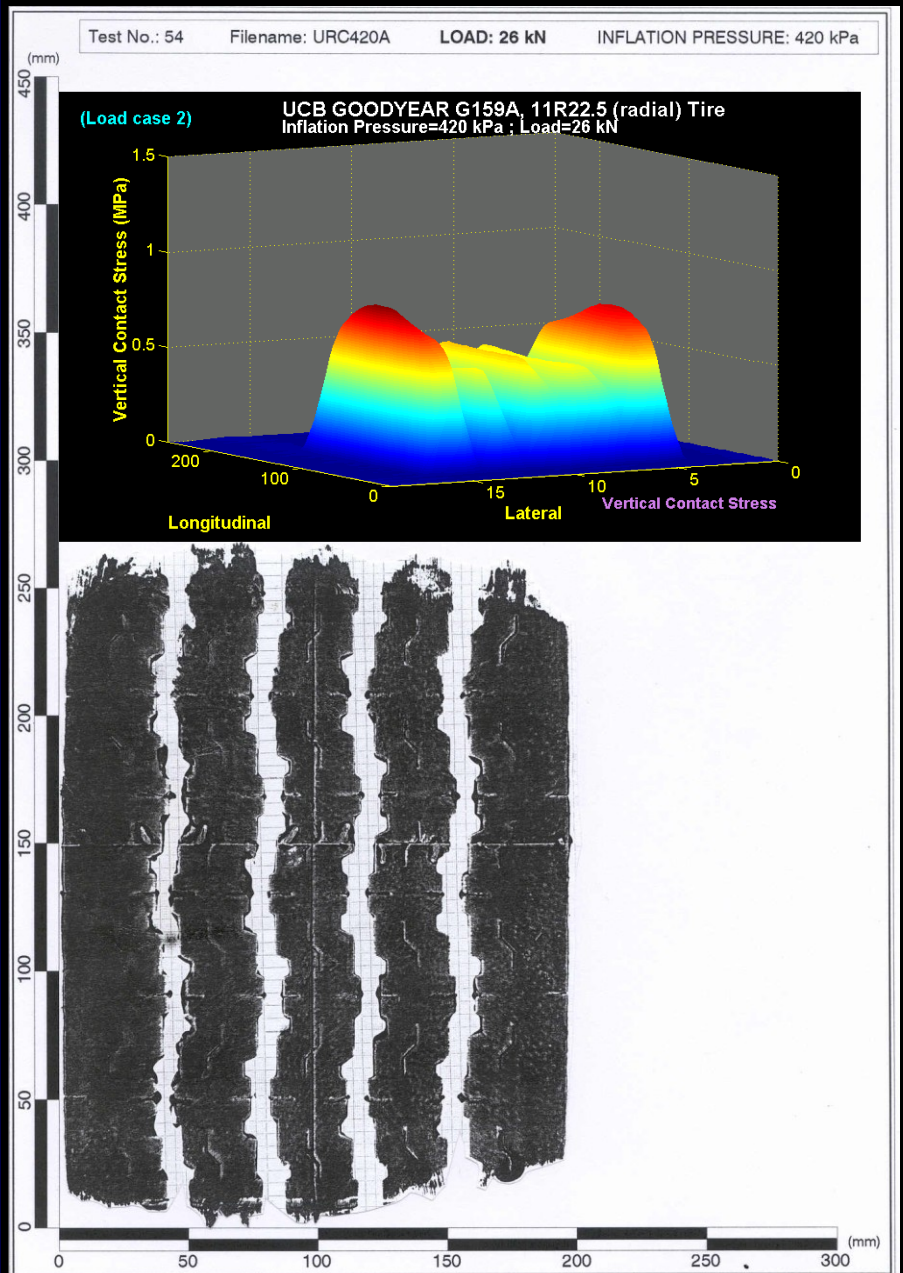 Test No.: 54 Filename: URC420A LOAD: 26 kN INFLATION PRESSURE: 420 kPa
(mm)
450
400
350
300
250
200
150
100
50
0
(Load case 2)
UCB GOODYEAR G159A, 11R22.5 (radial) Tire
Inflation Pressure=420 kPa ; Load=26 kN
Vertical Contact Stress (MPa)
1.5
1
0.5
0
200
100
0
15
10
5
0
Longitudinal
Lateral
Vertical Contact Stress
0 50 100 150 200 250 300
(mm)